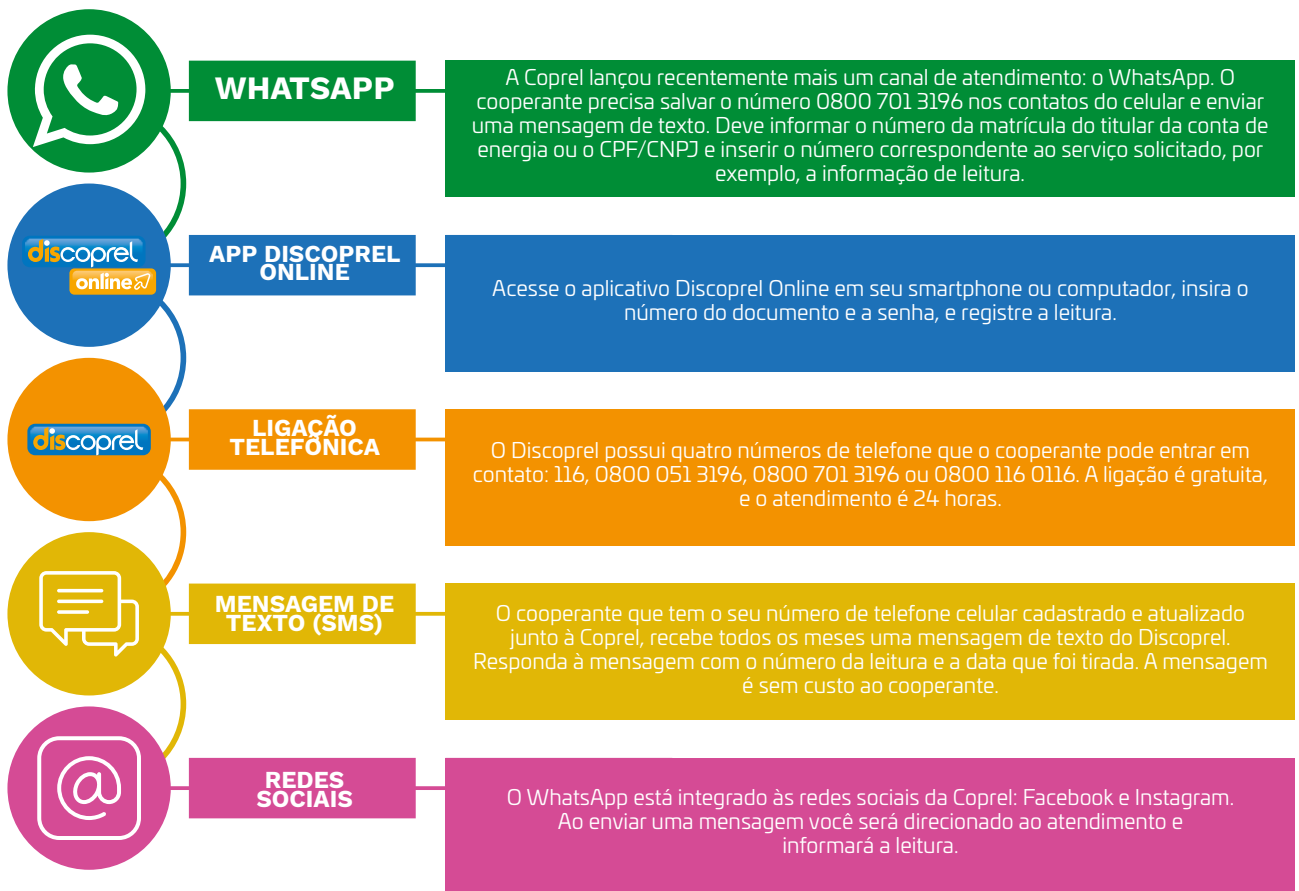 WHATSAPP
A Coprel lançou recentemente mais um canal de atendimento: o WhatsApp. O
cooperante precisa salvar o número 0800 701 3196 nos contatos do celular e enviar
uma mensagem de texto. Deve informar o número da matrícula do titular da conta de
energia ou o CPF/CNPJ e inserir o número correspondente ao serviço solicitado, por
exemplo, a informação de leitura.
discoprel
online
APP DISCOPREL
ONLINE
Acesse o aplicativo Discoprel Online em seu smartphone ou computador, insira o
número do documento e a senha, e registre a leitura.
discoprel
LIGAÇÃO
TELEFÔNICA
O Discoprel possui quatro números de telefone que o cooperante pode entrar em
contato: 116, 0800 051 3196, 0800 701 3196 ou 0800 116 0116. A ligação é gratuita,
e o atendimento é 24 horas.
MENSAGEM DE
TEXTO (SMS)
O cooperante que tem o seu número de telefone celular cadastrado e atualizado
junto à Coprel, recebe todos os meses uma mensagem de texto do Discoprel.
Responda à mensagem com o número da leitura e a data que foi tirada. A mensagem
é sem custo ao cooperante.
@
REDES
SOCIAIS
O WhatsApp está integrado às redes sociais da Coprel: Facebook e Instagram.
Ao enviar uma mensagem você será direcionado ao atendimento e
informará a leitura.